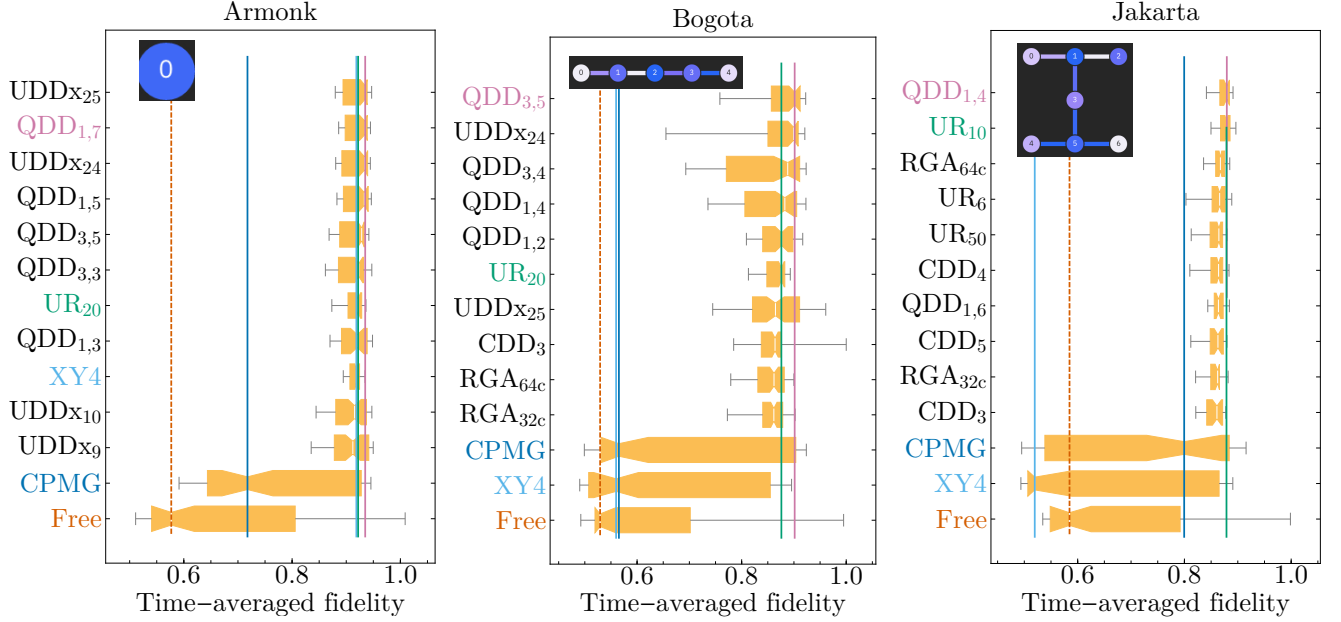 Armonk
0
UDDx25
QDD1,7
UDDx24
QDD1,5
QDD3,5
QDD3,3
UR20
QDD1,3
XY4
UDDx10
UDDx9
CPMG
Free
0.6 0.8 1.0
Time−averaged fidelity
Bogota
0 1 2 3 4
QDD3,5
UDDx24
QDD3,4
QDD1,4
QDD1,2
UR20
UDDx25
CDD3
RGA64c
RGA32c
CPMG
XY4
Free
0.6 0.8 1.0
Time−averaged fidelity
Jakarta
0 1 2
3
4 5 6
QDD1,4
UR10
RGA64c
UR6
UR50
CDD4
QDD1,6
CDD5
RGA32c
CDD3
CPMG
XY4
Free
0.6 0.8 1.0
Time−averaged fidelity